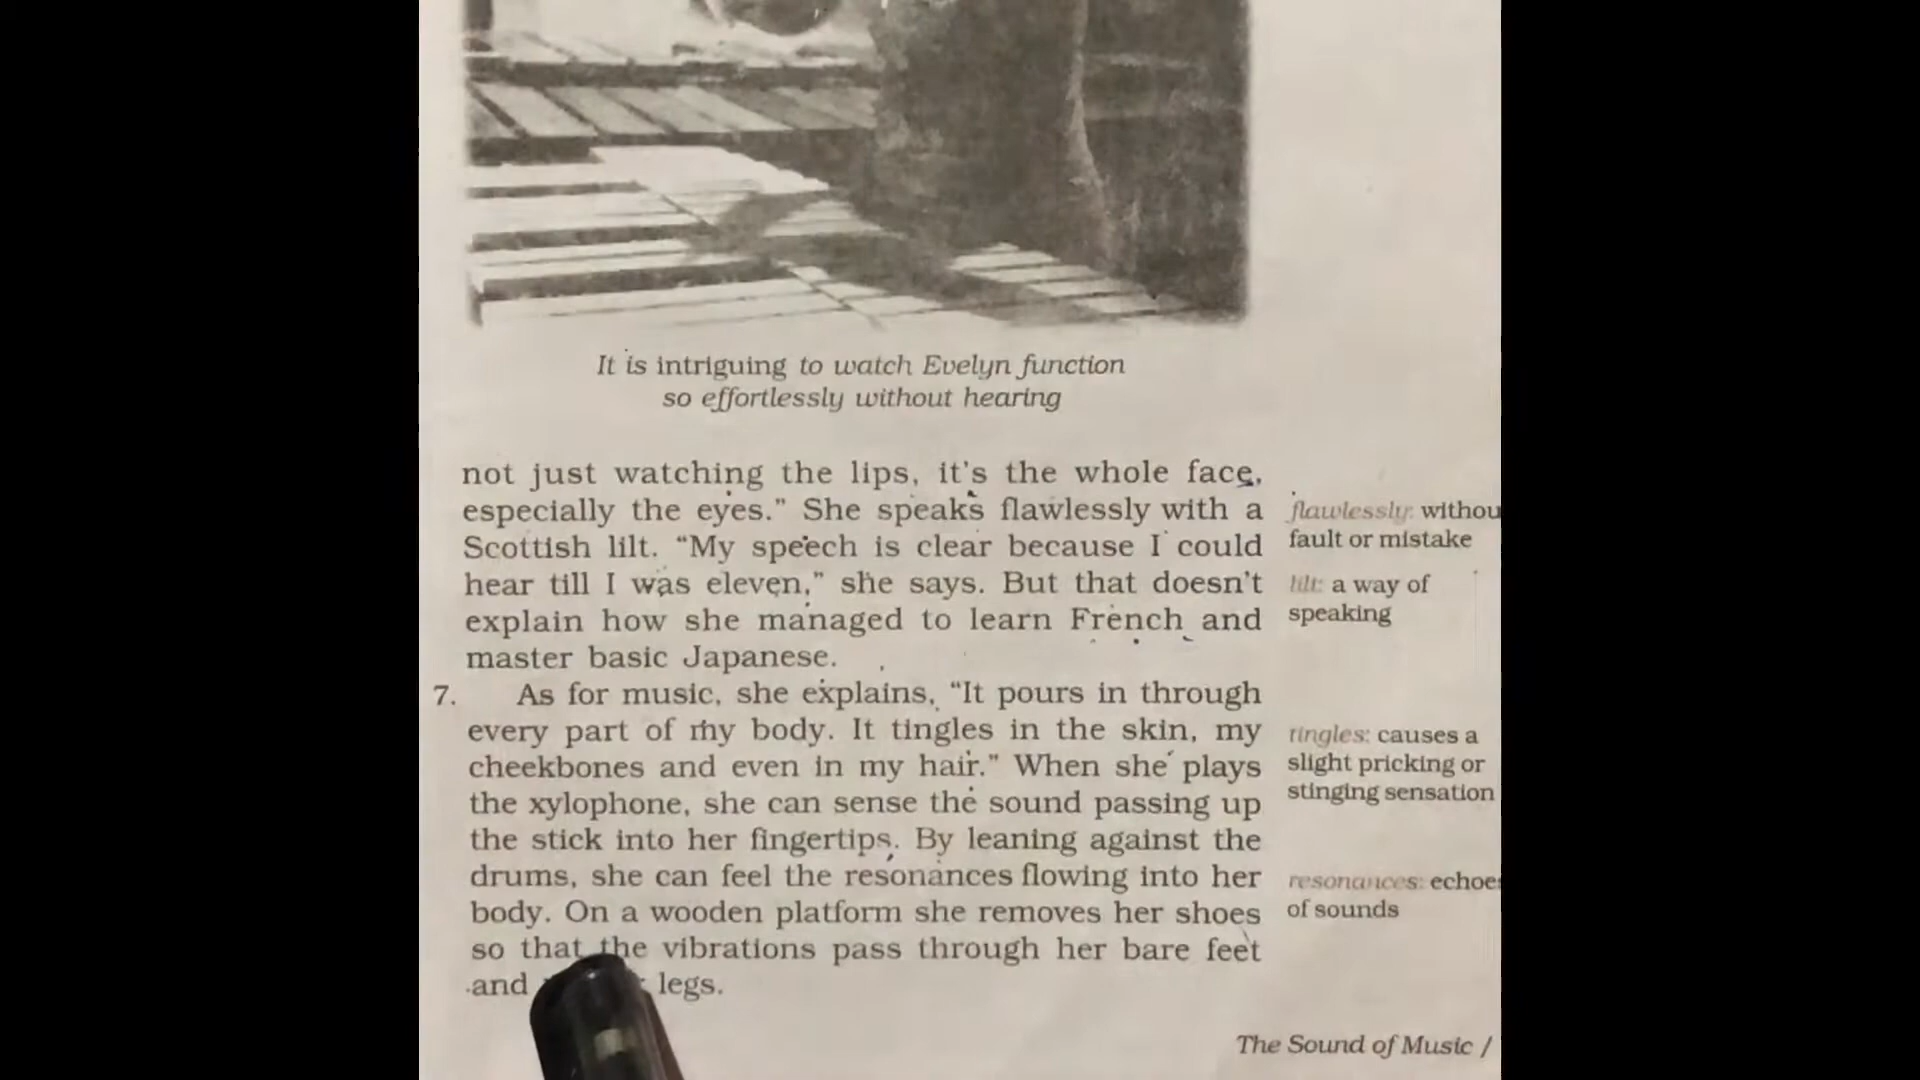 It is intriguing to watch Evelyn function
so effortlessly without hearing
not just watching the lips, it's the whole face,
especially the eyes.” She speaks flawlessly with a
Scottish lilt. “My speech is clear because I could
hear till I was eleven,” she says. But that doesn't
explain how she managed to learn French and
master basic Japanese.
flawlessly: withou
fault or mistake
lilt: a way of
speaking
7. As for music, she explains, “It pours in through
every part of my body. It tingles in the skin, my
cheekbones and even in my hair.” When she plays
the xylophone, she can sense the sound passing up
the stick into her fingertips. By leaning against the
drums, she can feel the resonances flowing into her
body. On a wooden platform she removes her shoes
so that the vibrations pass through her bare feet
and legs.
tingles: causes a
slight pricking or
stinging sensation
resonances: echoes
of sounds
The Sound of Music /